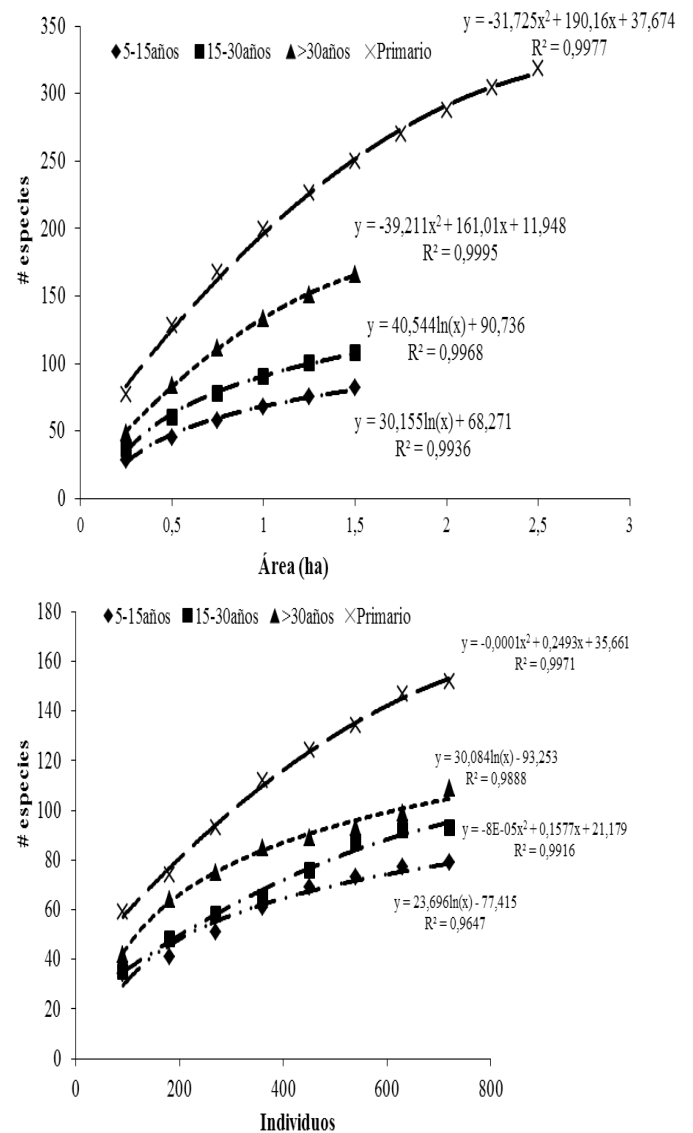 y = -31,725x² + 190,16x + 37,674
R² = 0,9977
◆5-15años ■15-30años ▲>30años ×Primario
350
300
250
200
150
100
50
0
# especies
y = -39,211x² + 161,01x + 11,948
R² = 0,9995
y = 40,544ln(x) + 90,736
R² = 0,9968
y = 30,155ln(x) + 68,271
R² = 0,9936
0 0,5 1 1,5 2 2,5 3
Área (ha)
◆5-15años ■15-30años ▲>30años ×Primario
180
160
140
120
100
80
60
40
20
0
# especies
y = -0,0001x² + 0,2493x + 35,661
R² = 0,9971
y = 30,084ln(x) - 93,253
R² = 0,9888
y = -8E-05x² + 0,1577x + 21,179
R² = 0,9916
y = 23,696ln(x) - 77,415
R² = 0,9647
0 200 400 600 800
Individuos